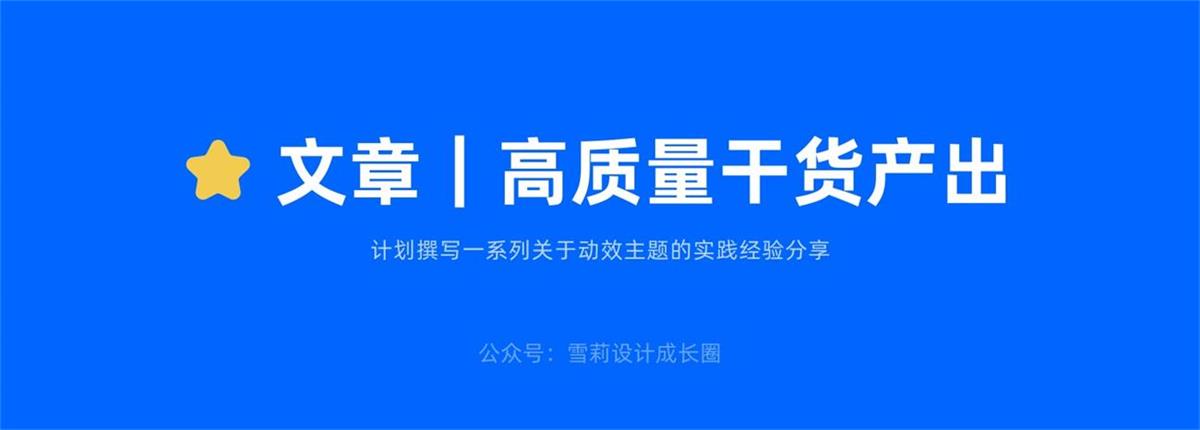 文章 | 高质量干货产出
计划撰写一系列关于动效主题的实践经验分享
公众号：雪莉设计成长圈